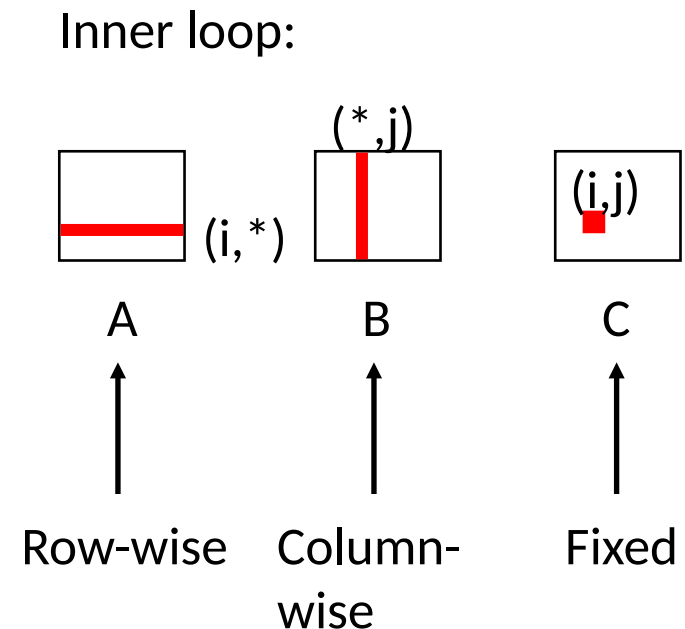 Inner loop:
(*,j)
(i,*)
(i,j)
A
B
C
Row-wise
Column-
wise
Fixed